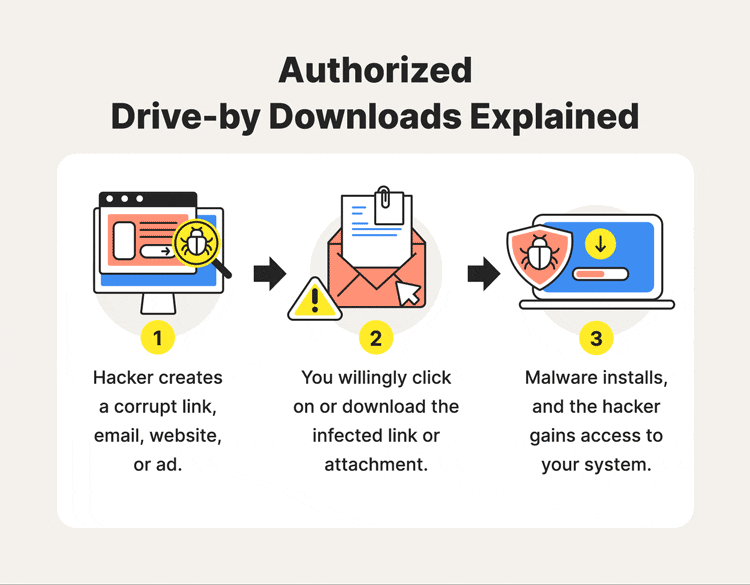 Authorized
Drive-by Downloads Explained
1
Hacker creates
a corrupt link,
email, website,
or ad.
2
You willingly click
on or download the
infected link or
attachment.
3
Malware installs,
and the hacker
gains access to
your system.